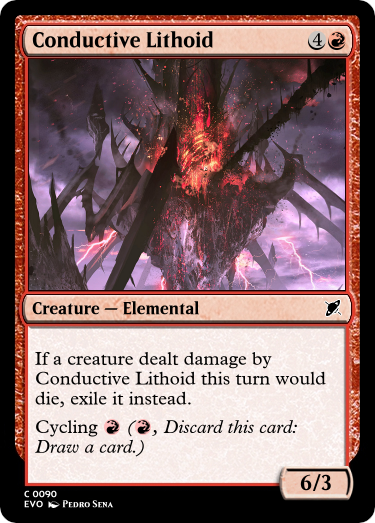 Conductive Lithoid 4
Creature — Elemental
If a creature dealt damage by
Conductive Lithoid this turn would
die, exile it instead.
Cycling (, Discard this card:
Draw a card.)
6/3
C 0090
EVO Pedro Sena